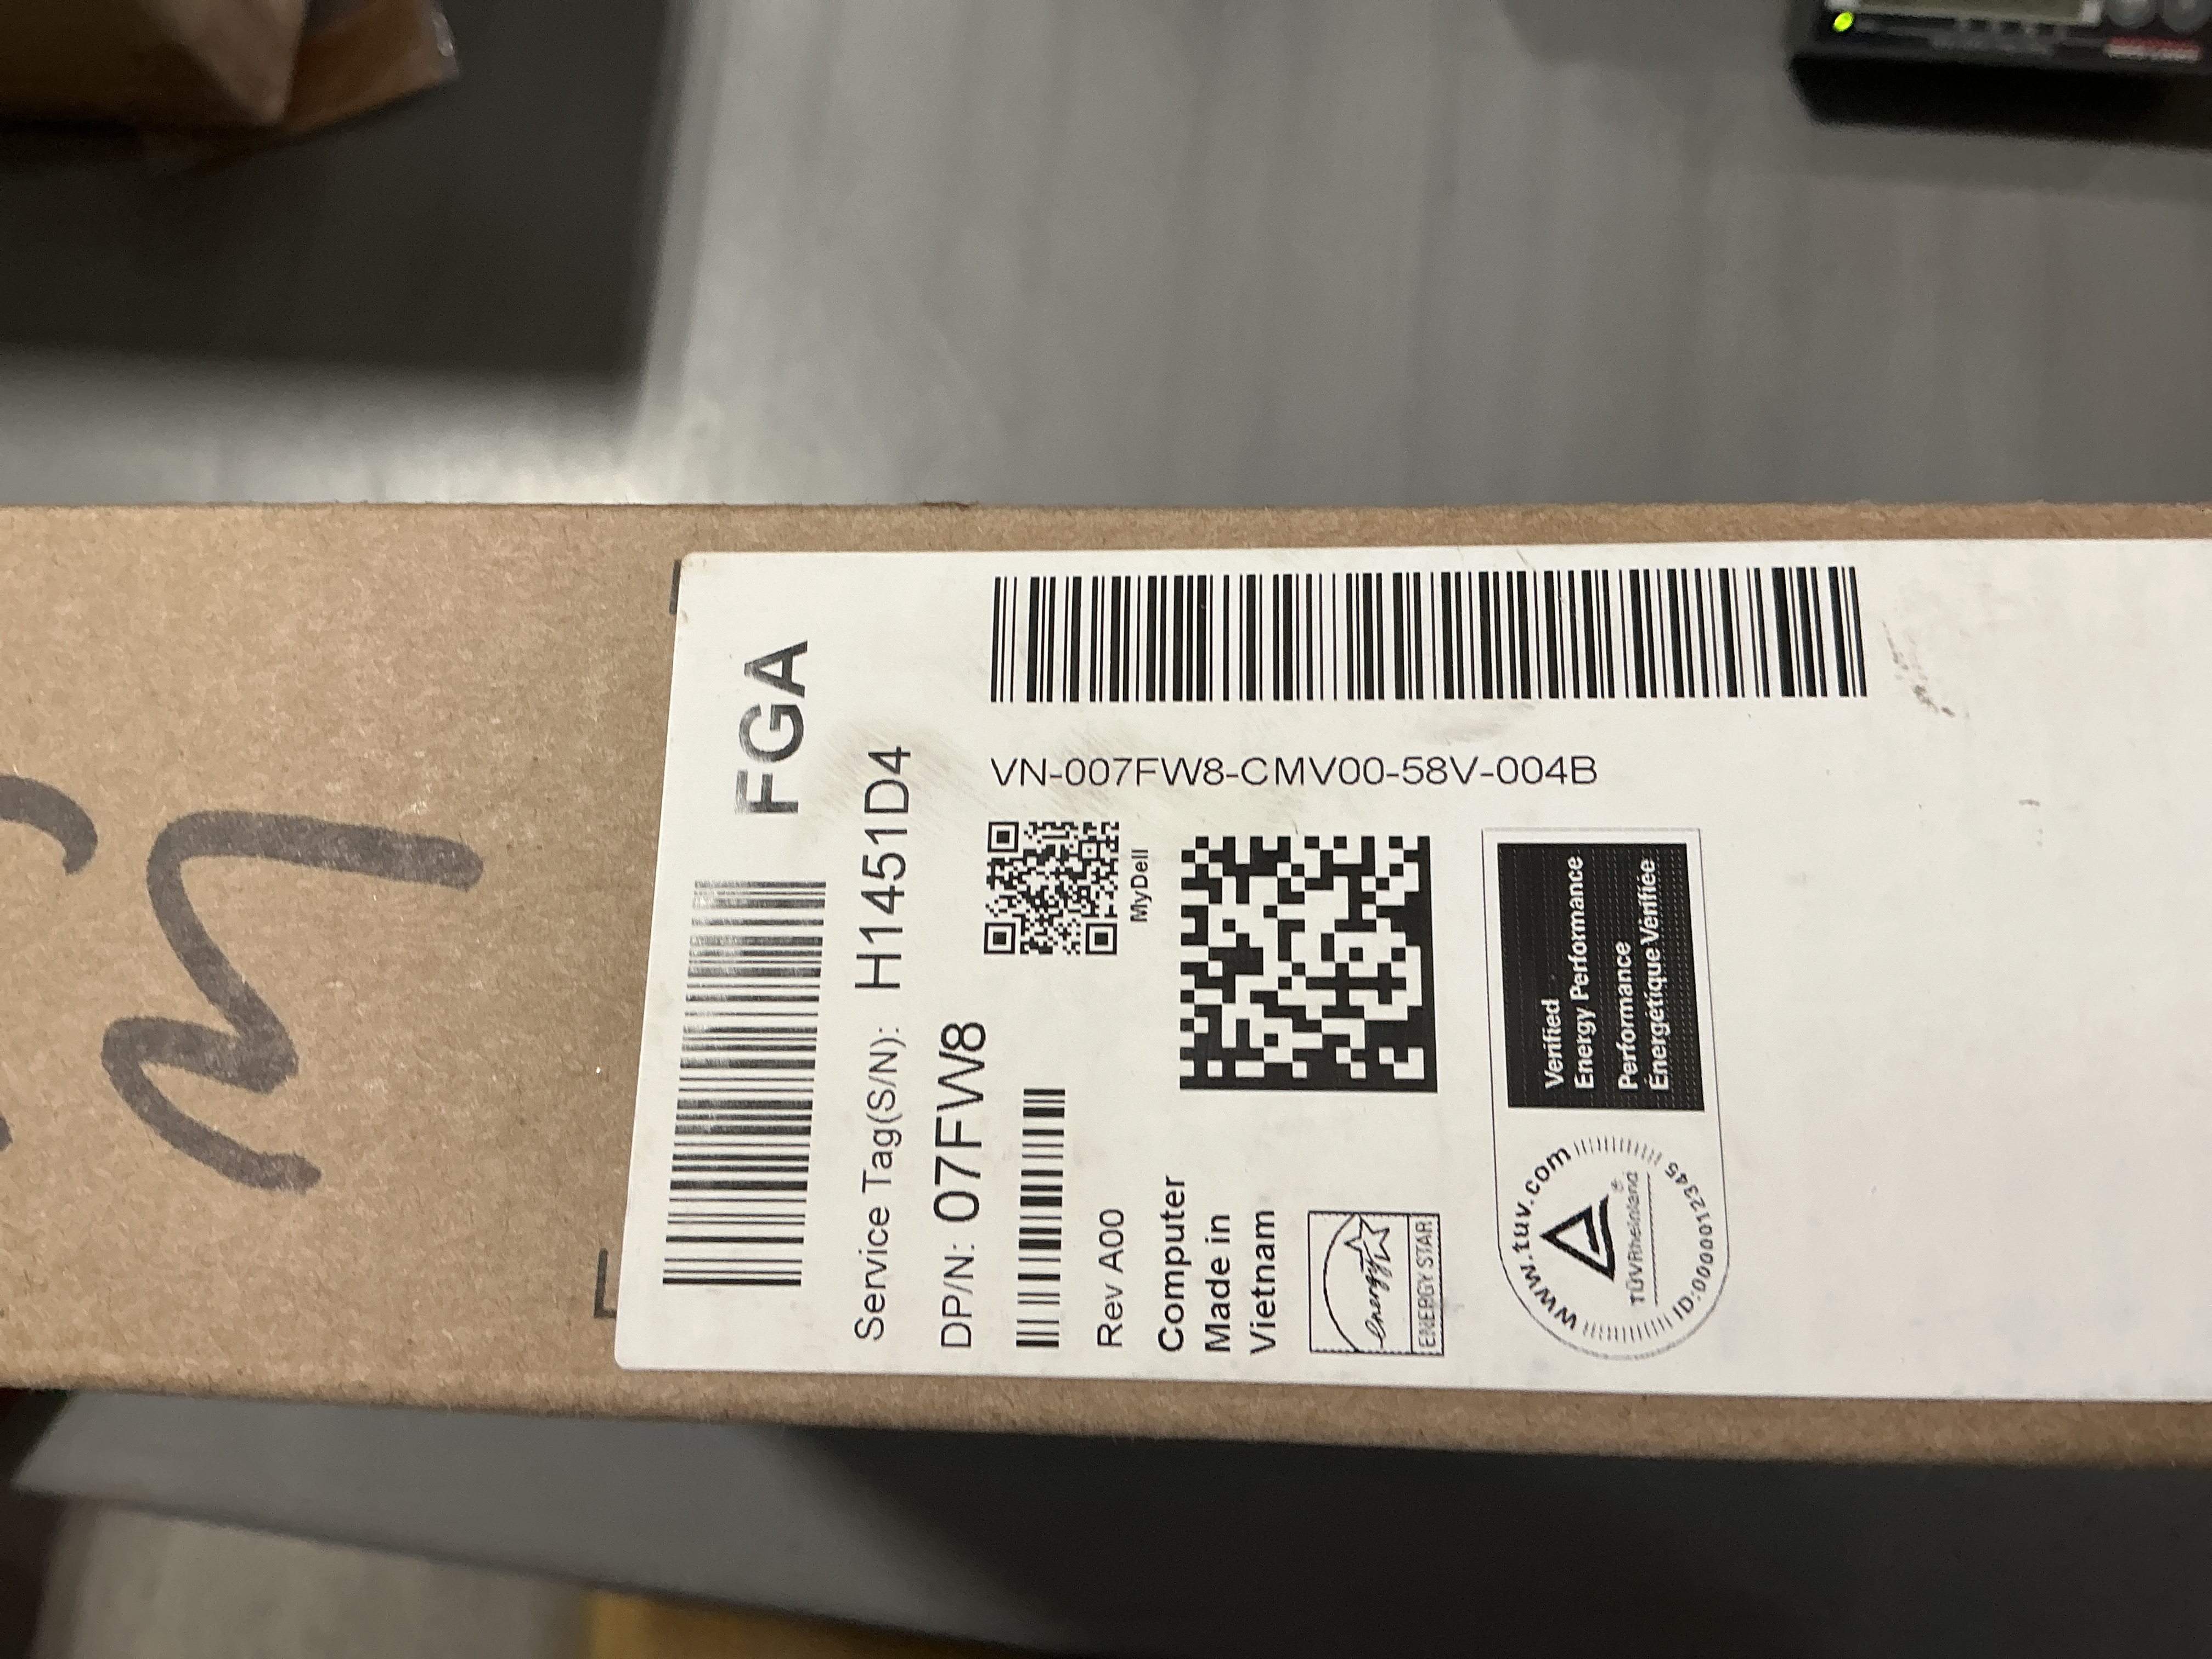 FGA
Service Tag(S/N): H1451D4
DP/N: 07FW8
VN-007FW8-CMV00-58V-004B
MyDell
Rev A00
Computer
Made in
Vietnam
energy
ENERGY STAR
www.tuv.com
TÜVRheinland®
ID:0000012345
Verified
Energy Performance
Performance
Énergétique Vérifiée